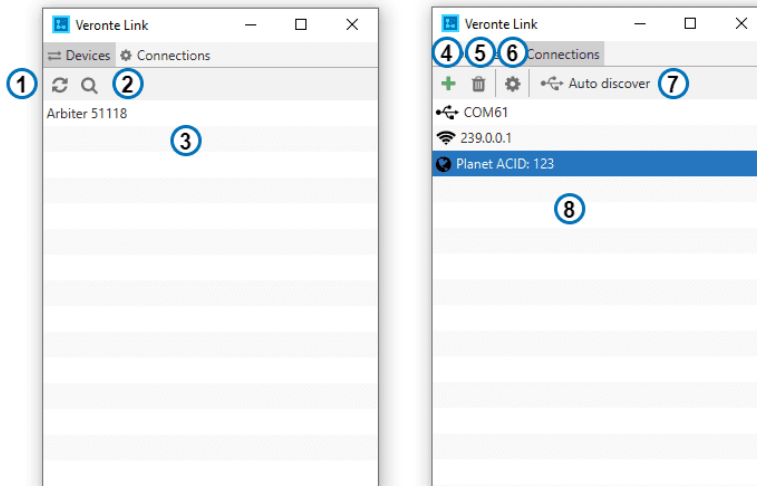 Veronte Link
Devices Connections
1 2
Arbiter 51118
3
Veronte Link
4 5 6 Connections
Auto discover 7
COM61
239.0.0.1
Planet ACID: 123
8